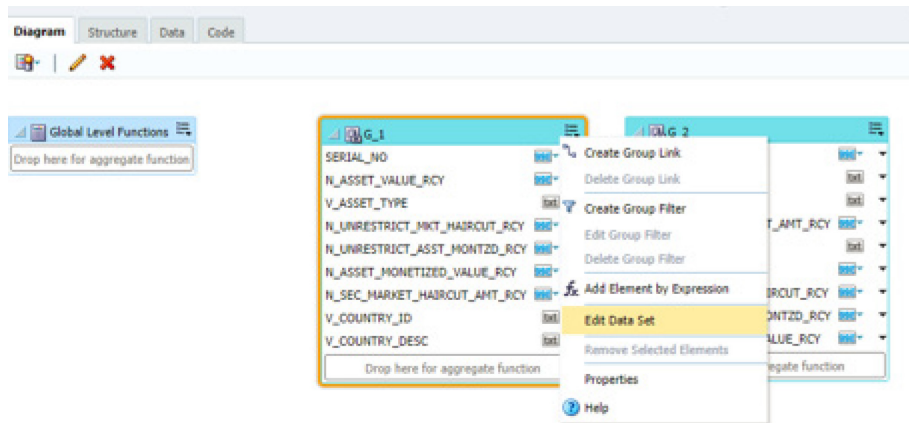 Diagram Structure Data Code
Global Level Functions
Drop here for aggregate function
G_1
SERIAL_NO
N_ASSET_VALUE_RCY
V_ASSET_TYPE
txt
N_UNRESTRICT_MKT_HAIRCUT_RCY
N_UNRESTRICT_ASST_MONTZD_RCY
N_ASSET_MONETIZED_VALUE_RCY
N_SEC_MARKET_HAIRCUT_AMT_RCY
V_COUNTRY_ID
txt
V_COUNTRY_DESC
txt
Drop here for aggregate function
Create Group Link
Delete Group Link
Create Group Filter
Edit Group Filter
Delete Group Filter
fx Add Element by Expression
Edit Data Set
Remove Selected Elements
Properties
? Help
G_2
txt
txt
T_AMT_RCY
txt
IRCUT_RCY
ONTZD_RCY
ALUE_RCY
egate function